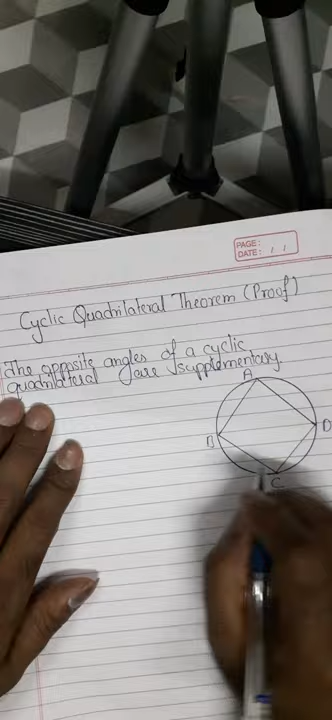 PAGE:
DATE: / /
Cyclic Quadrilateral Theorem (Proof)
The opposite angles of a cyclic
quadrilateral are supplementary.
A
B
D
C